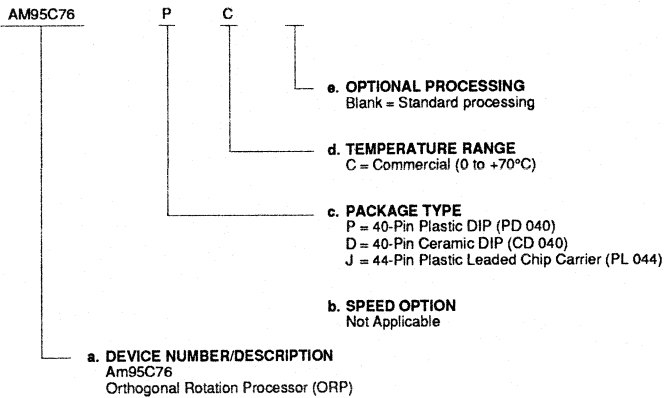 AM95C76 P C
e. OPTIONAL PROCESSING
Blank = Standard processing
d. TEMPERATURE RANGE
C = Commercial (0 to +70°C)
c. PACKAGE TYPE
P = 40-Pin Plastic DIP (PD 040)
D = 40-Pin Ceramic DIP (CD 040)
J = 44-Pin Plastic Leaded Chip Carrier (PL 044)
b. SPEED OPTION
Not Applicable
a. DEVICE NUMBER/DESCRIPTION
Am95C76
Orthogonal Rotation Processor (ORP)